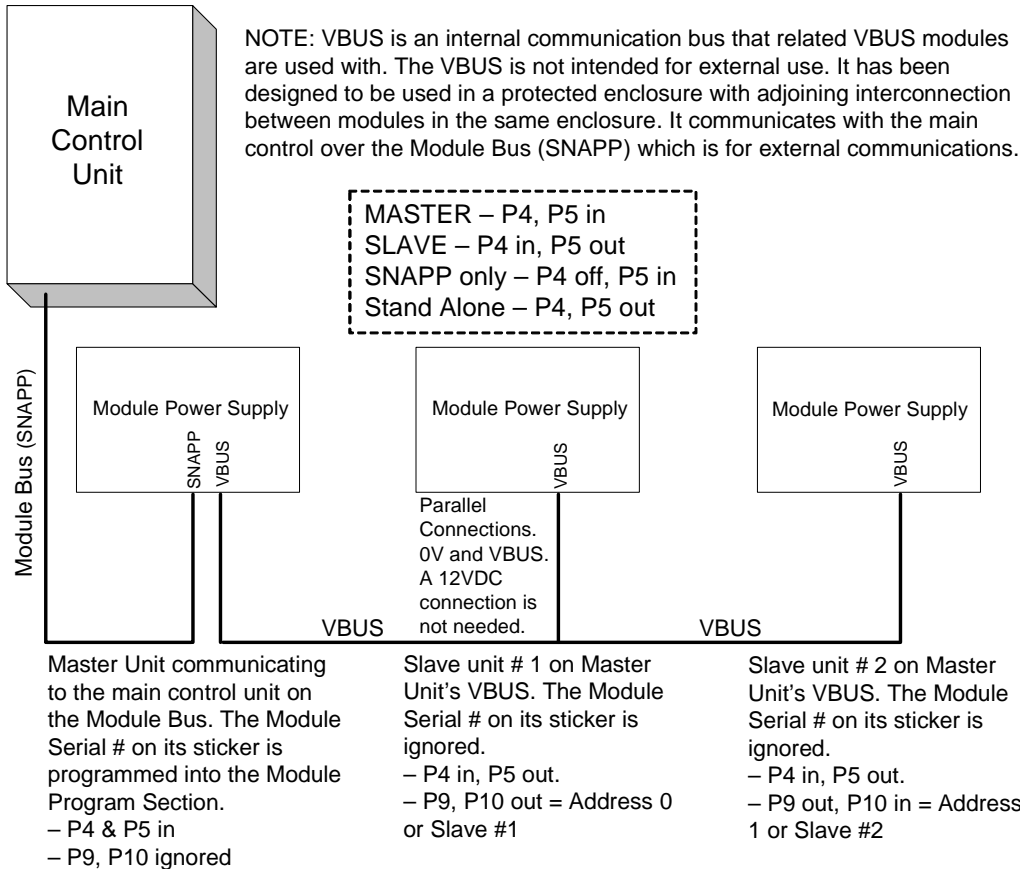 Main
Control
Unit
NOTE: VBUS is an internal communication bus that related VBUS modules
are used with. The VBUS is not intended for external use. It has been
designed to be used in a protected enclosure with adjoining interconnection
between modules in the same enclosure. It communicates with the main
control over the Module Bus (SNAPP) which is for external communications.
MASTER – P4, P5 in
SLAVE – P4 in, P5 out
SNAPP only – P4 off, P5 in
Stand Alone – P4, P5 out
Module Bus (SNAPP)
Module Power Supply
SNAPP
VBUS
Module Power Supply
VBUS
Module Power Supply
VBUS
Parallel
Connections.
0V and VBUS.
A 12VDC
connection is
not needed.
VBUS
VBUS
Master Unit communicating
to the main control unit on
the Module Bus. The Module
Serial # on its sticker is
programmed into the Module
Program Section.
– P4 & P5 in
– P9, P10 ignored
Slave unit # 1 on Master
Unit's VBUS. The Module
Serial # on its sticker is
ignored.
– P4 in, P5 out.
– P9, P10 out = Address 0
or Slave #1
Slave unit # 2 on Master
Unit's VBUS. The Module
Serial # on its sticker is
ignored.
– P4 in, P5 out.
– P9 out, P10 in = Address
1 or Slave #2